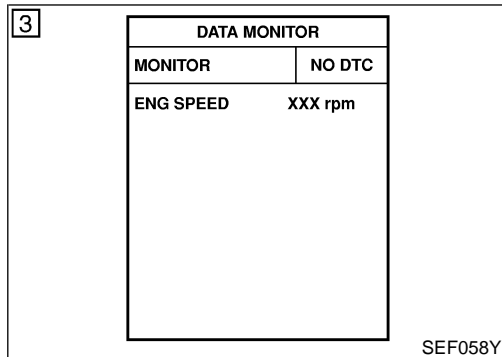 3
DATA MONITOR
MONITOR NO DTC
ENG SPEED XXX rpm
SEF058Y